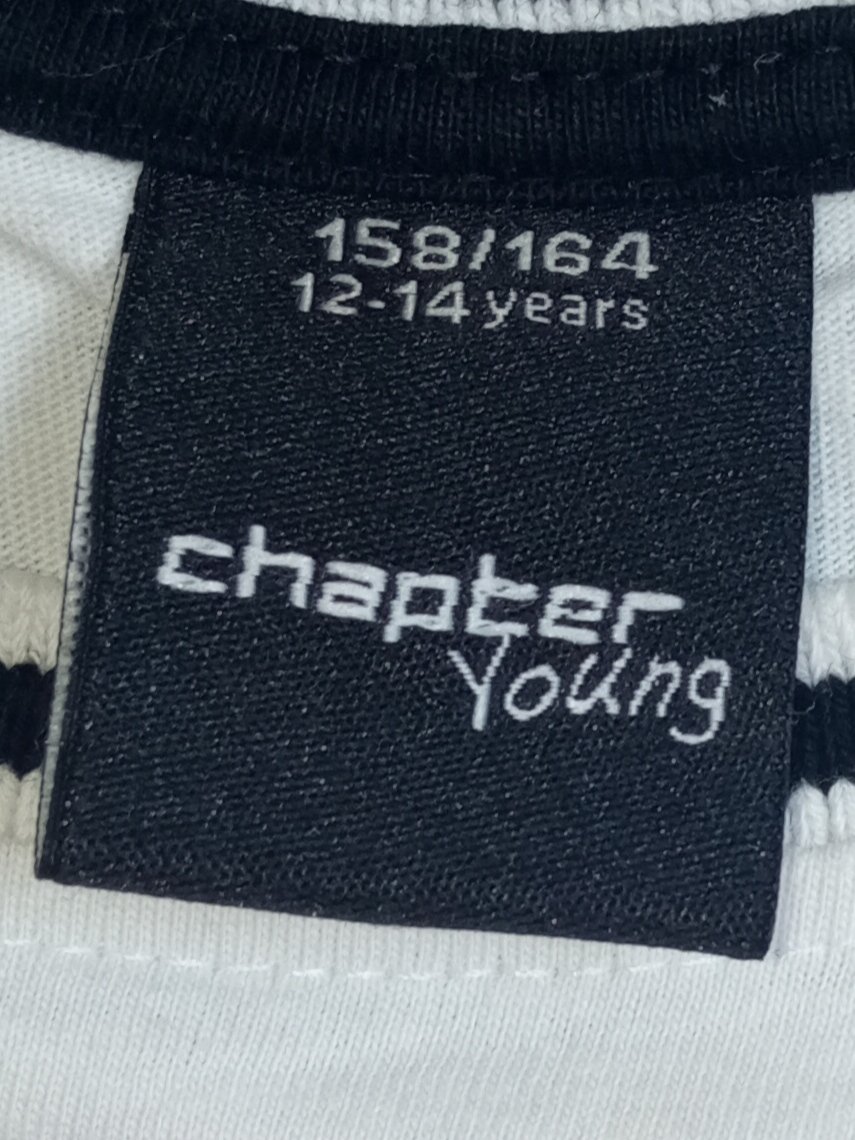 158/164
12-14 years
chapter
Young